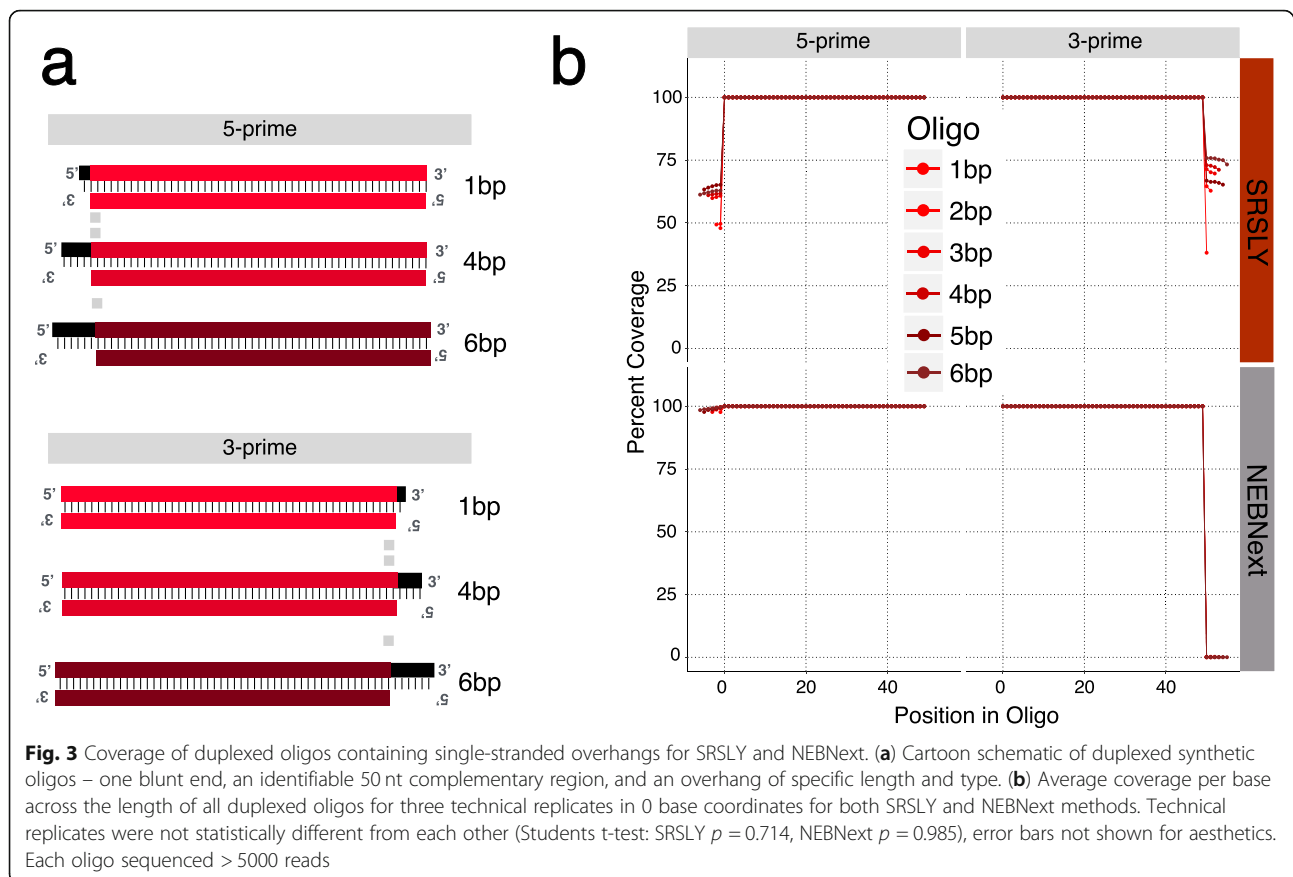 a
5-prime
5’ 3’
1bp
3’ 5’
5’ 3’
4bp
3’ 5’
5’ 3’
6bp
3’ 5’
3-prime
5’ 3’
1bp
3’ 5’
5’ 3’
4bp
3’ 5’
5’ 3’
6bp
3’ 5’
b
5-prime 3-prime
100
75
50
25
0
SRSLY
Oligo
1bp
2bp
3bp
4bp
5bp
6bp
Percent Coverage
100
75
50
25
0
NEBNext
0 20 40 0 20 40
Position in Oligo
Fig. 3 Coverage of duplexed oligos containing single-stranded overhangs for SRSLY and NEBNext. (a) Cartoon schematic of duplexed synthetic
oligos – one blunt end, an identifiable 50 nt complementary region, and an overhang of specific length and type. (b) Average coverage per base
across the length of all duplexed oligos for three technical replicates in 0 base coordinates for both SRSLY and NEBNext methods. Technical
replicates were not statistically different from each other (Students t-test: SRSLY p = 0.714, NEBNext p = 0.985), error bars not shown for aesthetics.
Each oligo sequenced > 5000 reads